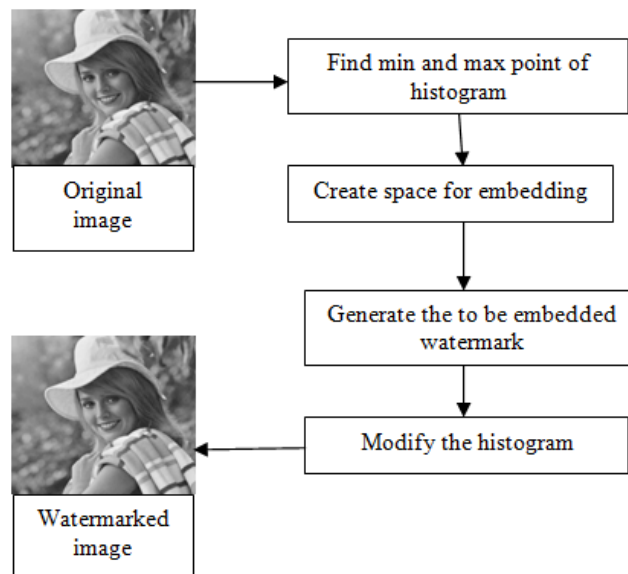 Original
image
Find min and max point of
histogram
Create space for embedding
Generate the to be embedded
watermark
Modify the histogram
Watermarked
image